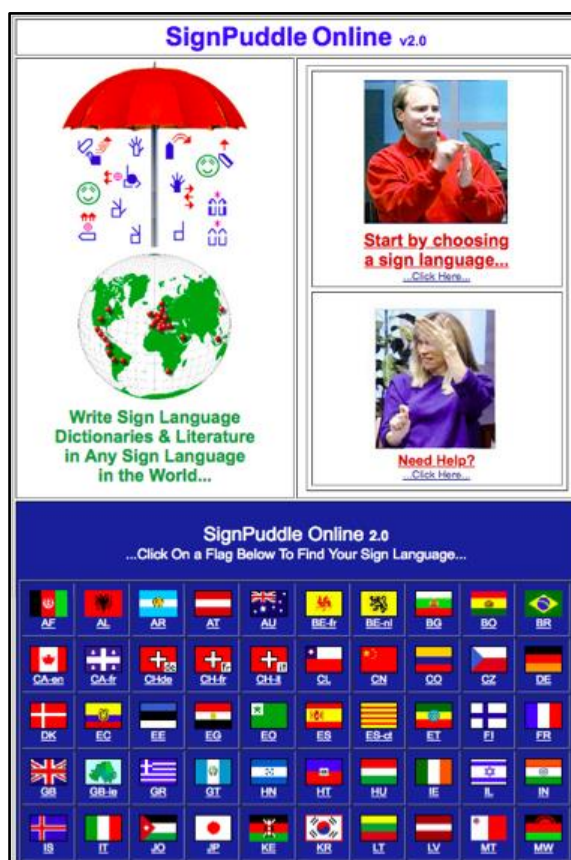 SignPuddle Online v2.0
Write Sign Language
Dictionaries & Literature
in Any Sign Language
in the World...
Start by choosing
a sign language...
...Click Here...
Need Help?
...Click Here...
SignPuddle Online 2.0
...Click On a Flag Below To Find Your Sign Language...
AF AL AR AT AU BE-fr BE-nl BG BO BR
CA-en CA-fr CHde CH-fr CH-it CL CN CO CZ DE
DK EC EE EG EO ES ES-ct ET FI FR
GB GB-ie GR GT HN HT HU IE IL IN
IS IT JO JP KE KR LT LV MT MW